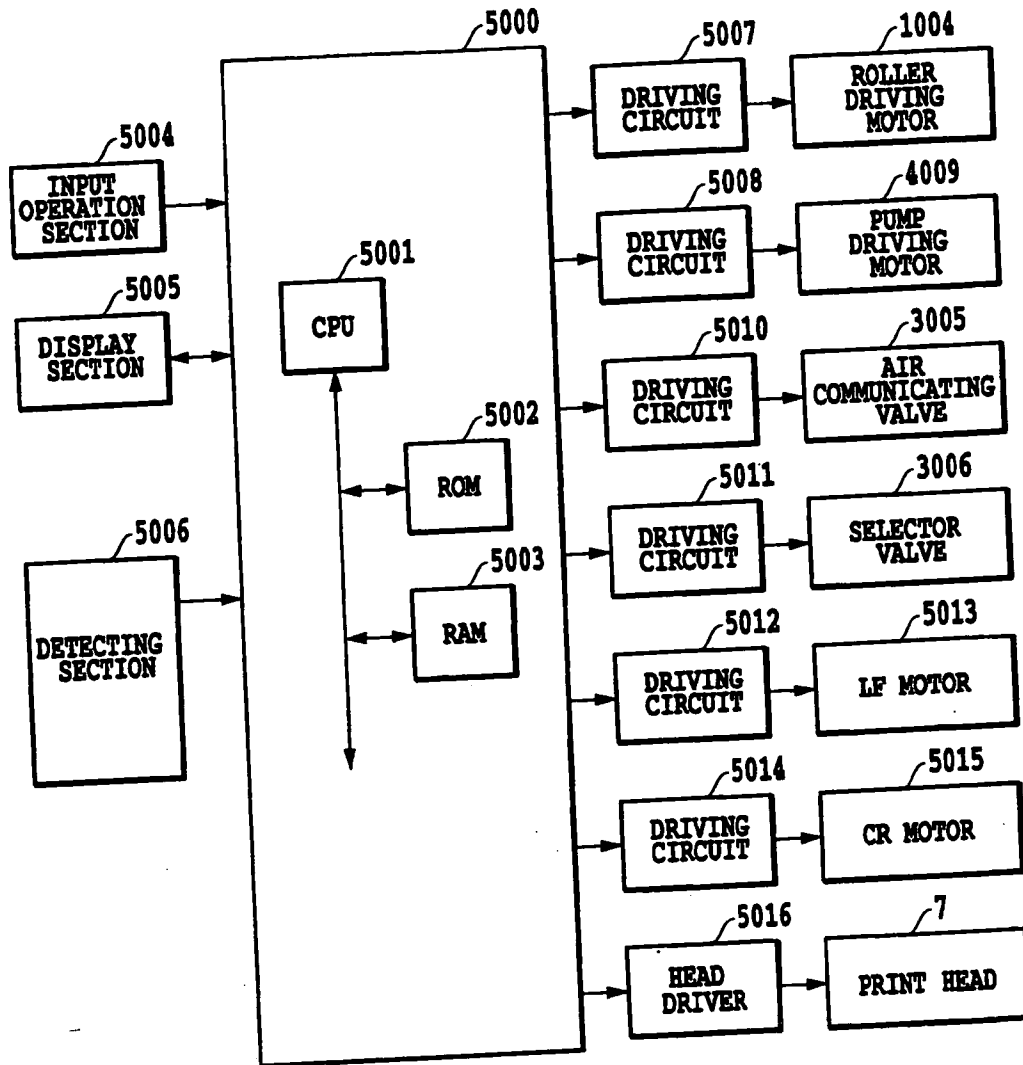 5000
5007
1004
DRIVING
CIRCUIT
ROLLER
DRIVING
MOTOR
5004
INPUT
OPERATION
SECTION
5008
4009
DRIVING
CIRCUIT
PUMP
DRIVING
MOTOR
5001
CPU
5005
DISPLAY
SECTION
5010
3005
DRIVING
CIRCUIT
AIR
COMMUNICATING
VALVE
5002
ROM
5011
3006
DRIVING
CIRCUIT
SELECTOR
VALVE
5006
DETECTING
SECTION
5003
RAM
5012
5013
DRIVING
CIRCUIT
LF MOTOR
5014
5015
DRIVING
CIRCUIT
CR MOTOR
5016
7
HEAD
DRIVER
PRINT HEAD